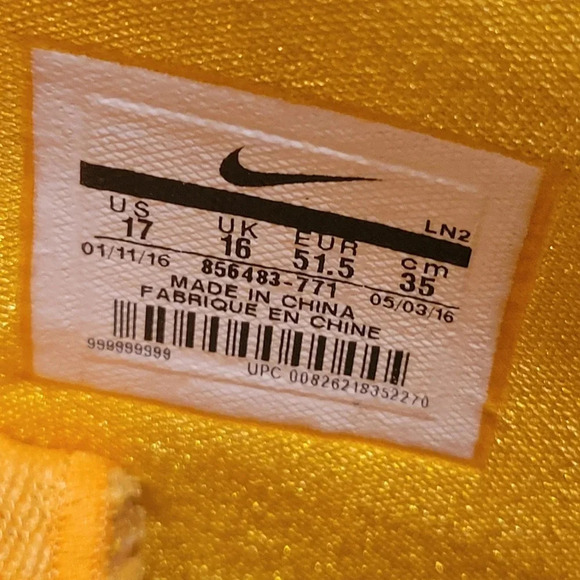 LN2
US UK EUR cm
17 16 51.5 35
01/11/16 856483-771 05/03/16
MADE IN CHINA
FABRIQUE EN CHINE
999999999 UPC 00826218352270